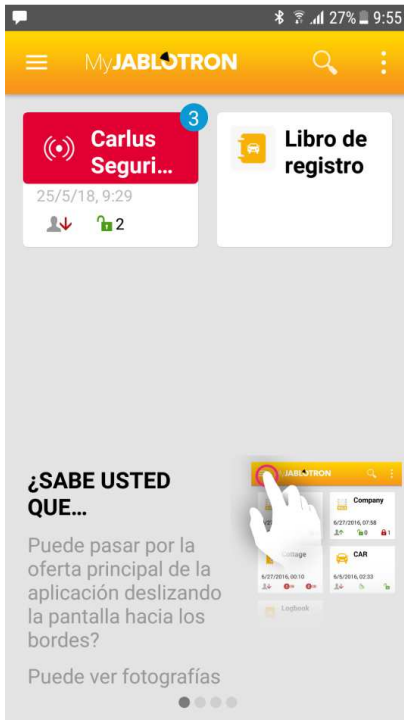 27% 9:55
MyJABLOTRON
3
Carlus
Seguri...
25/5/18, 9:29
2
Libro de
registro
¿SABE USTED
QUE...
Puede pasar por la
oferta principal de la
aplicación deslizando
la pantalla hacia los
bordes?
Puede ver fotografías
JABLOTRON
Company
6/27/2016, 07:58
0 1
6/27/2016, 00:10
CAR
6/5/2016, 02:33
Logbook